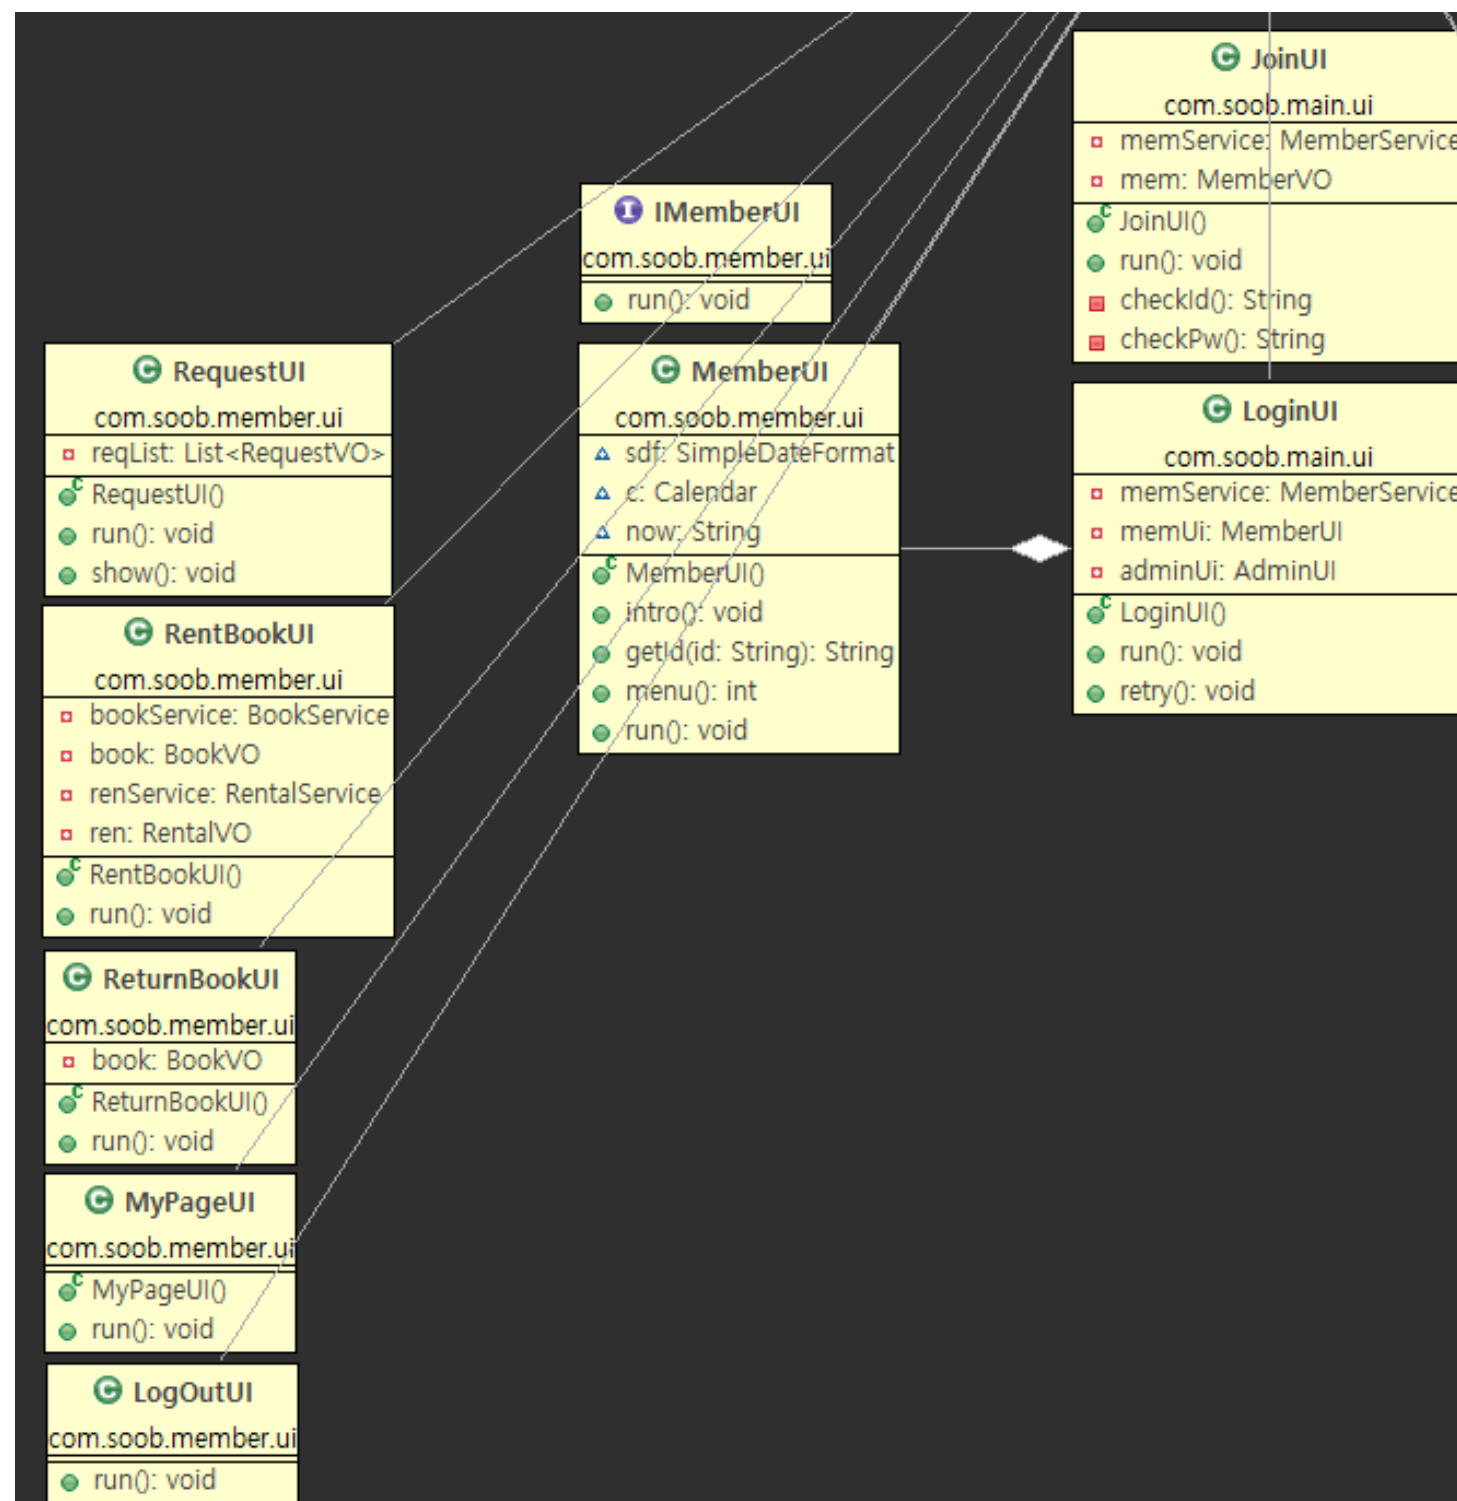 JoinUI
com.soob.main.ui
memService: MemberService
mem: MemberVO
JoinUI()
run(): void
checkId(): String
checkPw(): String
IMemberUI
com.soob.member.ui
run(): void
RequestUI
com.soob.member.ui
reqList: List<RequestVO>
RequestUI()
run(): void
show(): void
MemberUI
com.soob.member.ui
sdf: SimpleDateFormat
c: Calendar
now: String
MemberUI()
intro(): void
getId(id: String): String
menu(): int
run(): void
LoginUI
com.soob.main.ui
memService: MemberService
memUi: MemberUI
adminUi: AdminUI
LoginUI()
run(): void
retry(): void
RentBookUI
com.soob.member.ui
bookService: BookService
book: BookVO
renService: RentalService
ren: RentalVO
RentBookUI()
run(): void
ReturnBookUI
com.soob.member.ui
book: BookVO
ReturnBookUI()
run(): void
MyPageUI
com.soob.member.ui
MyPageUI()
run(): void
LogOutUI
com.soob.member.ui
run(): void